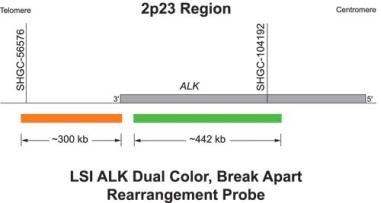 Telomere
2p23 Region
Centromere
SHGC-56576
SHGC-104192
3'
ALK
5'
~300 kb
~442 kb
LSI ALK Dual Color, Break Apart
Rearrangement Probe